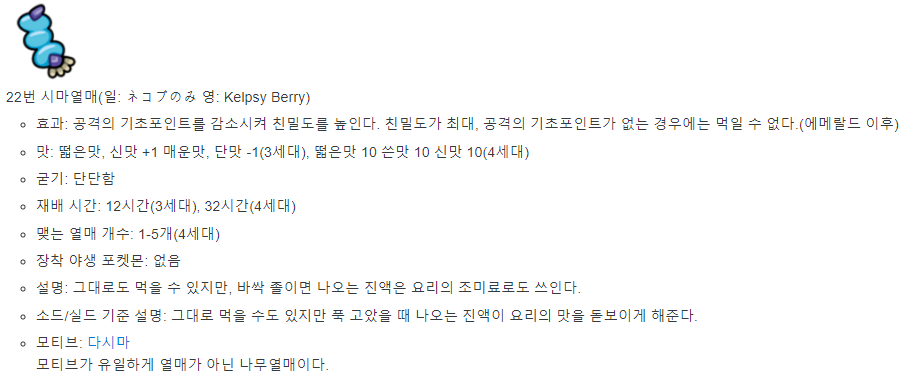 22번 시마열매(일: ネコブのみ 영: Kelpsy Berry)
효과: 공격의 기초포인트를 감소시켜 친밀도를 높인다. 친밀도가 최대, 공격의 기초포인트가 없는 경우에는 먹일 수 없다.(에메랄드 이후)
맛: 떫은맛, 신맛 +1 매운맛, 단맛 -1(3세대), 떫은맛 10 쓴맛 10 신맛 10(4세대)
굳기: 단단함
재배 시간: 12시간(3세대), 32시간(4세대)
맺는 열매 개수: 1-5개(4세대)
장착 야생 포켓몬: 없음
설명: 그대로도 먹을 수 있지만, 바싹 졸이면 나오는 진액은 요리의 조미료로도 쓰인다.
소드/실드 기준 설명: 그대로 먹을 수도 있지만 푹 고았을 때 나오는 진액이 요리의 맛을 돋보이게 해준다.
모티브: 다시마
모티브가 유일하게 열매가 아닌 나무열매이다.